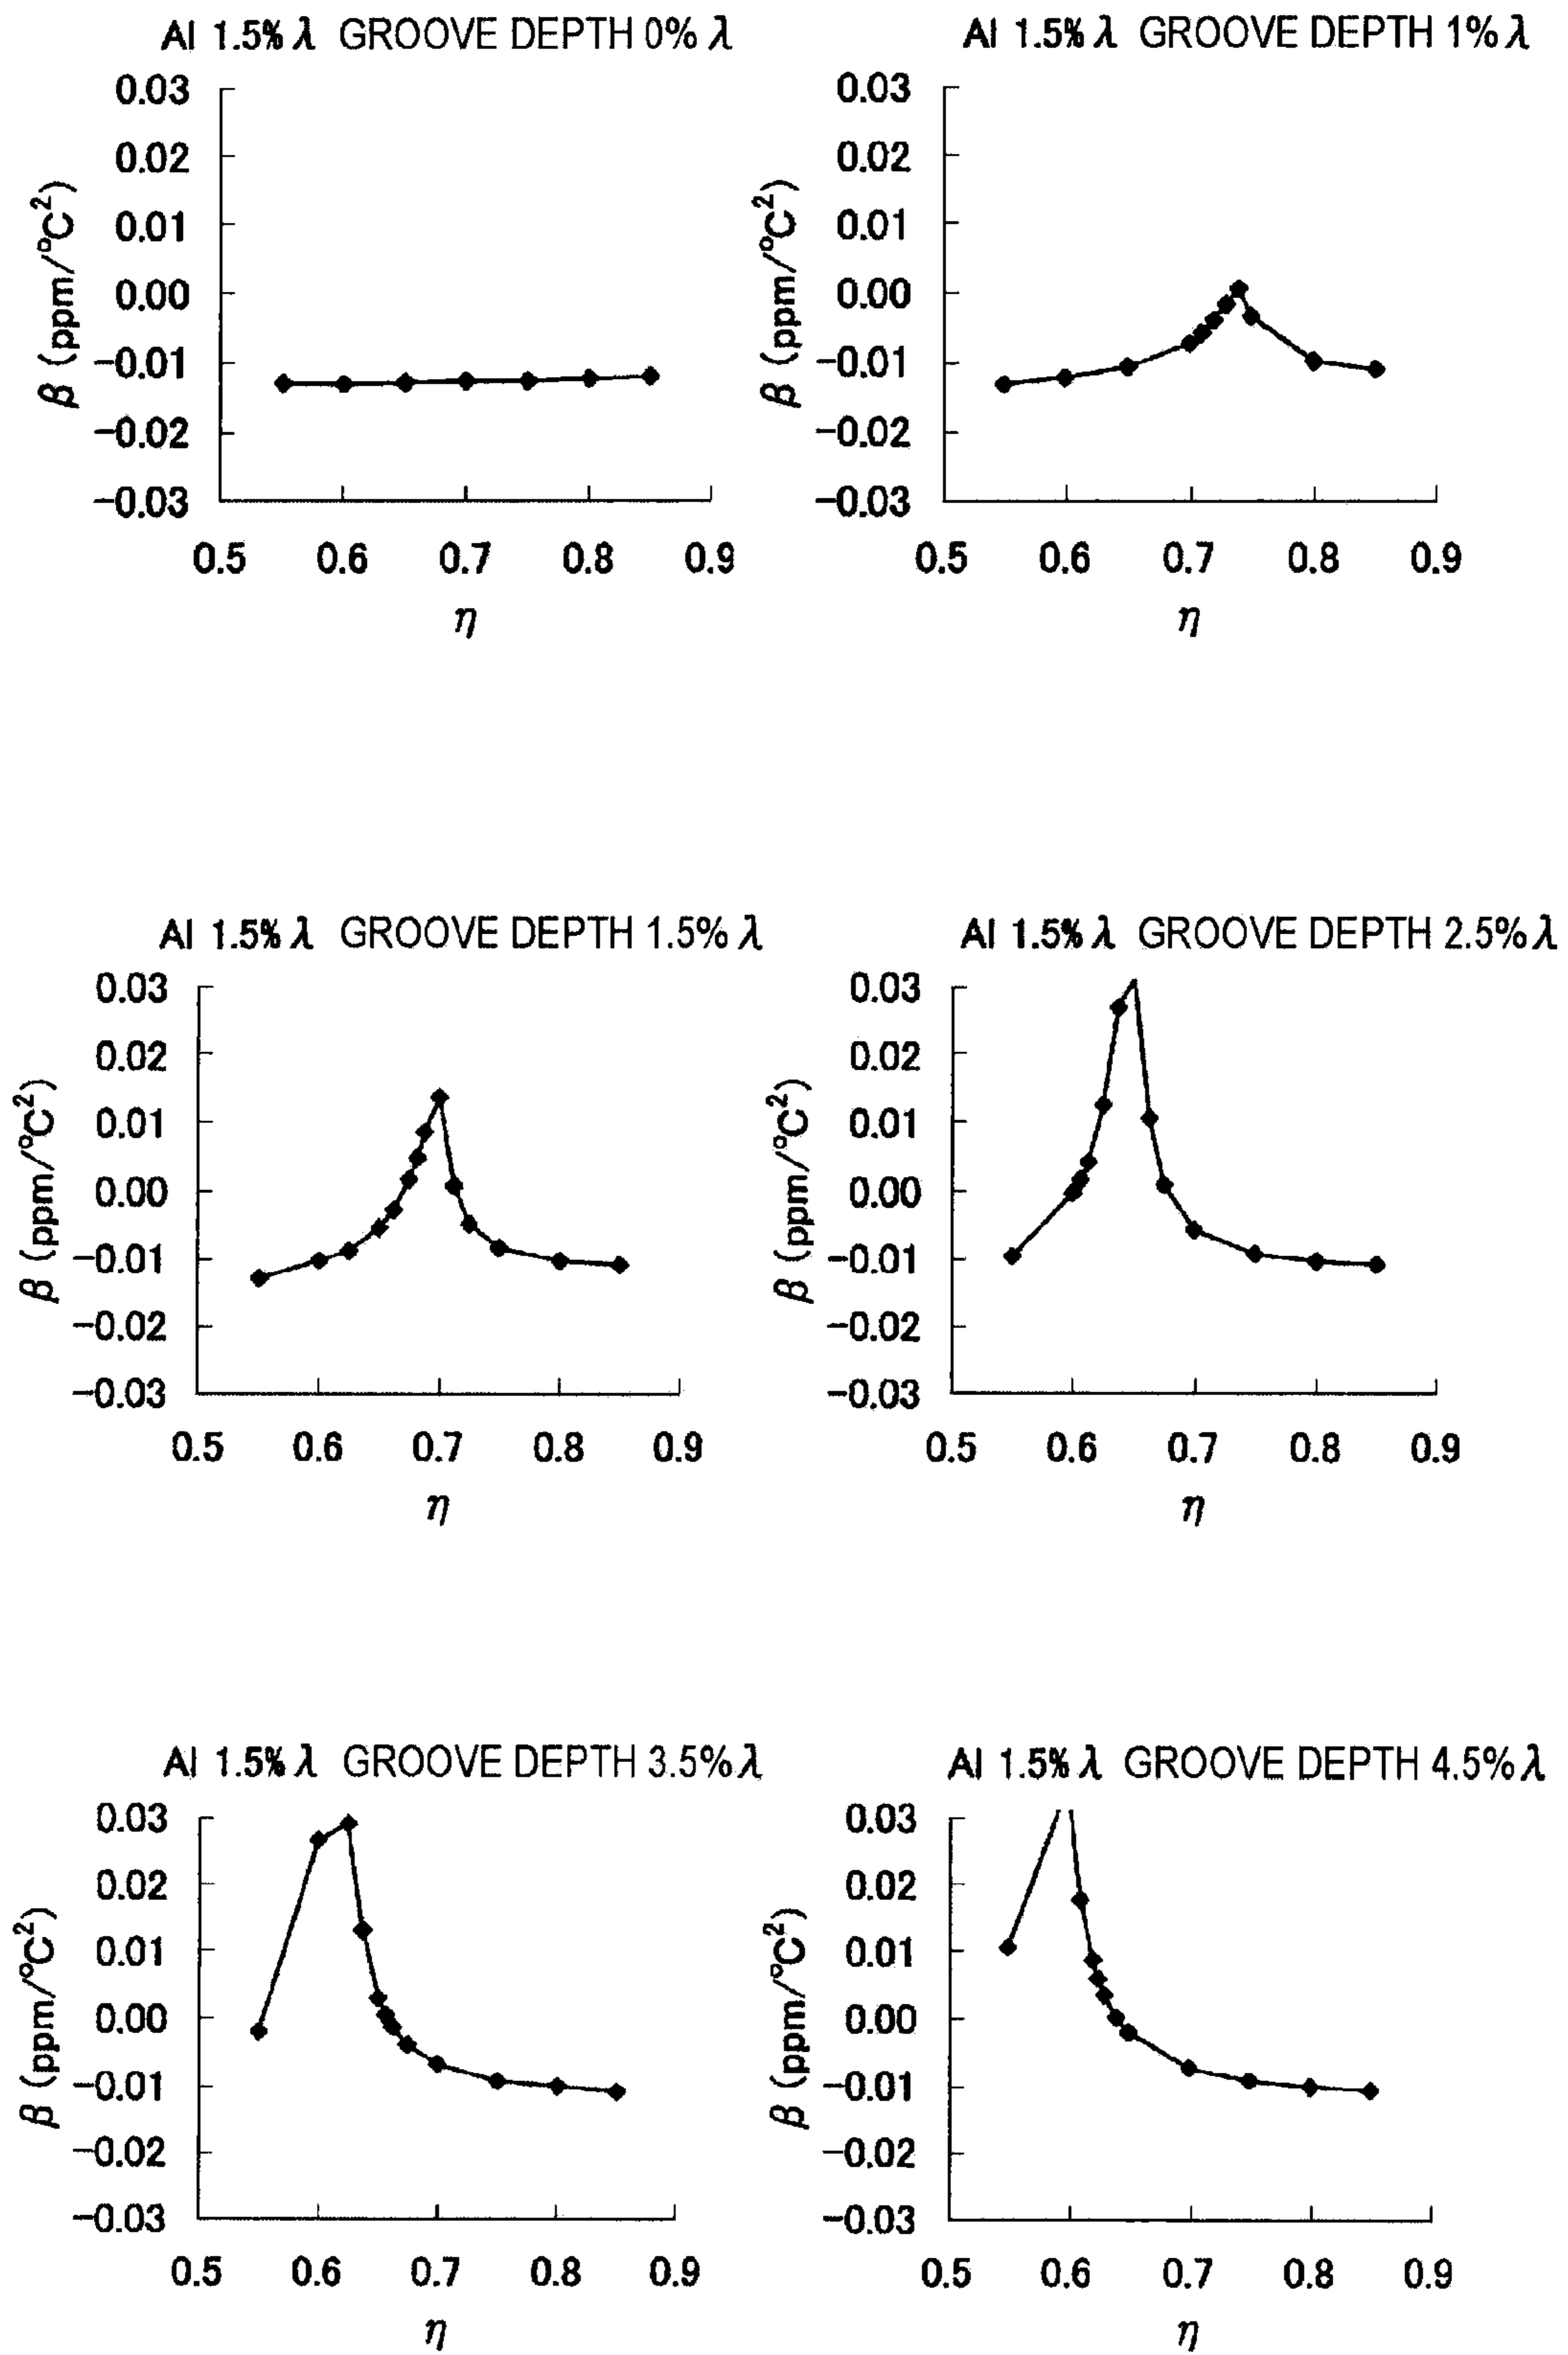 Al 1.5% λ GROOVE DEPTH 0% λ
0.03
0.02
0.01
0.00
−0.01
−0.02
−0.03
β (ppm/°C²)
0.5 0.6 0.7 0.8 0.9
η
Al 1.5% λ GROOVE DEPTH 1% λ
0.03
0.02
0.01
0.00
−0.01
−0.02
−0.03
β (ppm/°C²)
0.5 0.6 0.7 0.8 0.9
η
Al 1.5% λ GROOVE DEPTH 1.5% λ
0.03
0.02
0.01
0.00
−0.01
−0.02
−0.03
β (ppm/°C²)
0.5 0.6 0.7 0.8 0.9
η
Al 1.5% λ GROOVE DEPTH 2.5% λ
0.03
0.02
0.01
0.00
−0.01
−0.02
−0.03
β (ppm/°C²)
0.5 0.6 0.7 0.8 0.9
η
Al 1.5% λ GROOVE DEPTH 3.5% λ
0.03
0.02
0.01
0.00
−0.01
−0.02
−0.03
β (ppm/°C²)
0.5 0.6 0.7 0.8 0.9
η
Al 1.5% λ GROOVE DEPTH 4.5% λ
0.03
0.02
0.01
0.00
−0.01
−0.02
−0.03
β (ppm/°C²)
0.5 0.6 0.7 0.8 0.9
η